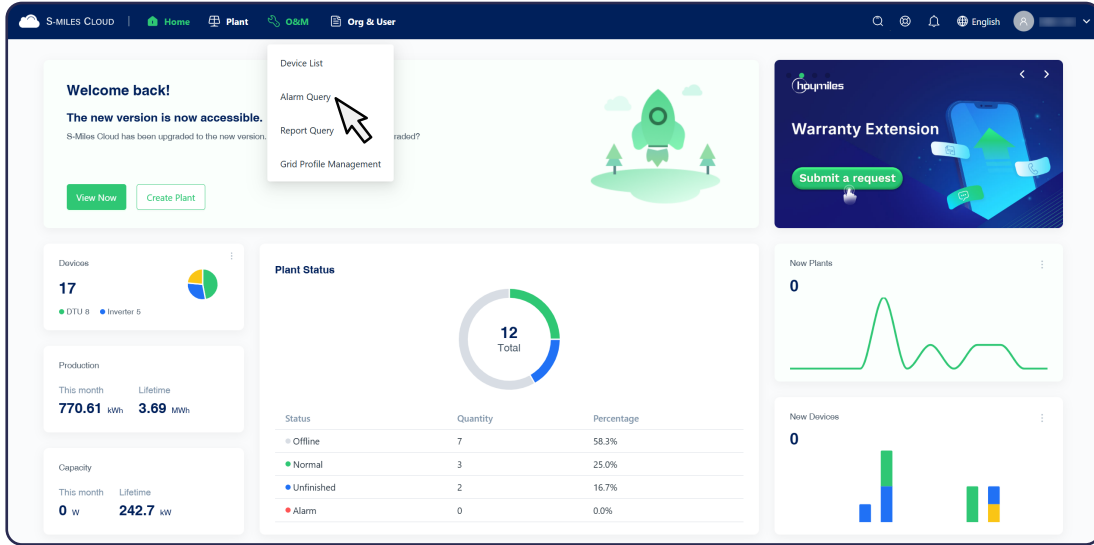 S-MILES CLOUD | Home Plant O&M Org & User English
Device List
Alarm Query
Report Query
Grid Profile Management
Welcome back!
The new version is now accessible.
S-Miles Cloud has been upgraded to the new version.
raded?
View Now Create Plant
hoymiles
Warranty Extension
Submit a request
Devices
17
DTU 8 Inverter 5
Production
This month Lifetime
770.61 kWh 3.69 MWh
Capacity
This month Lifetime
0 W 242.7 kW
Plant Status
12
Total
Status Quantity Percentage
Offline 7 58.3%
Normal 3 25.0%
Unfinished 2 16.7%
Alarm 0 0.0%
New Plants
0
New Devices
0